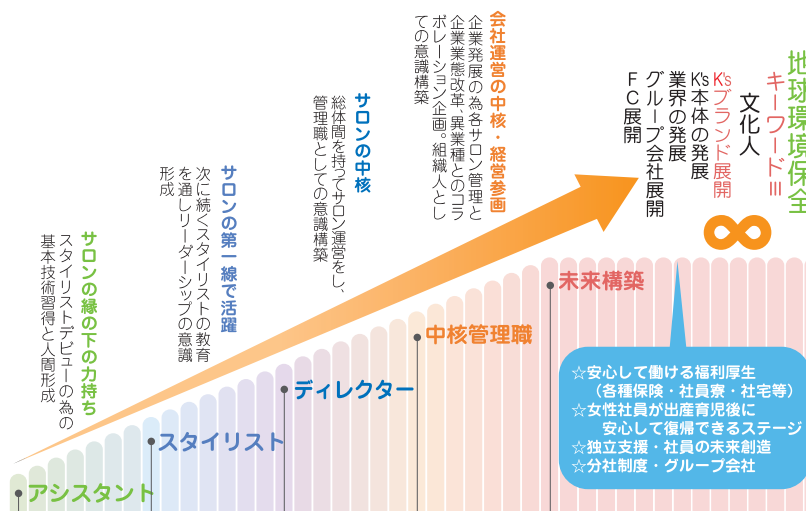 サロンの縁の下の力持ち
スタイリストデビューの為の
基本技術習得と人間形成
アシスタント
サロンの第一線で活躍
次に続くスタイリストの教育
を通しリーダーシップの意識
形成
スタイリスト
サロンの中核
総体間を持ってサロン運営をし、
管理職としての意識構築
ディレクター
会社運営の中核・経営参画
企業発展の為各サロン管理と
企業業態改革、異業種とのコラ
ボレーション企画。組織人とし
ての意識構築
中核管理職
地球環境保全
キーワードⅢ
文化人
K'sブランド展開
K's本体の発展
業界の発展
グループ会社展開
FC展開
未来構築
☆安心して働ける福利厚生
（各種保険・社員寮・社宅等）
☆女性社員が出産育児後に
安心して復帰できるステージ
☆独立支援・社員の未来創造
☆分社制度・グループ会社